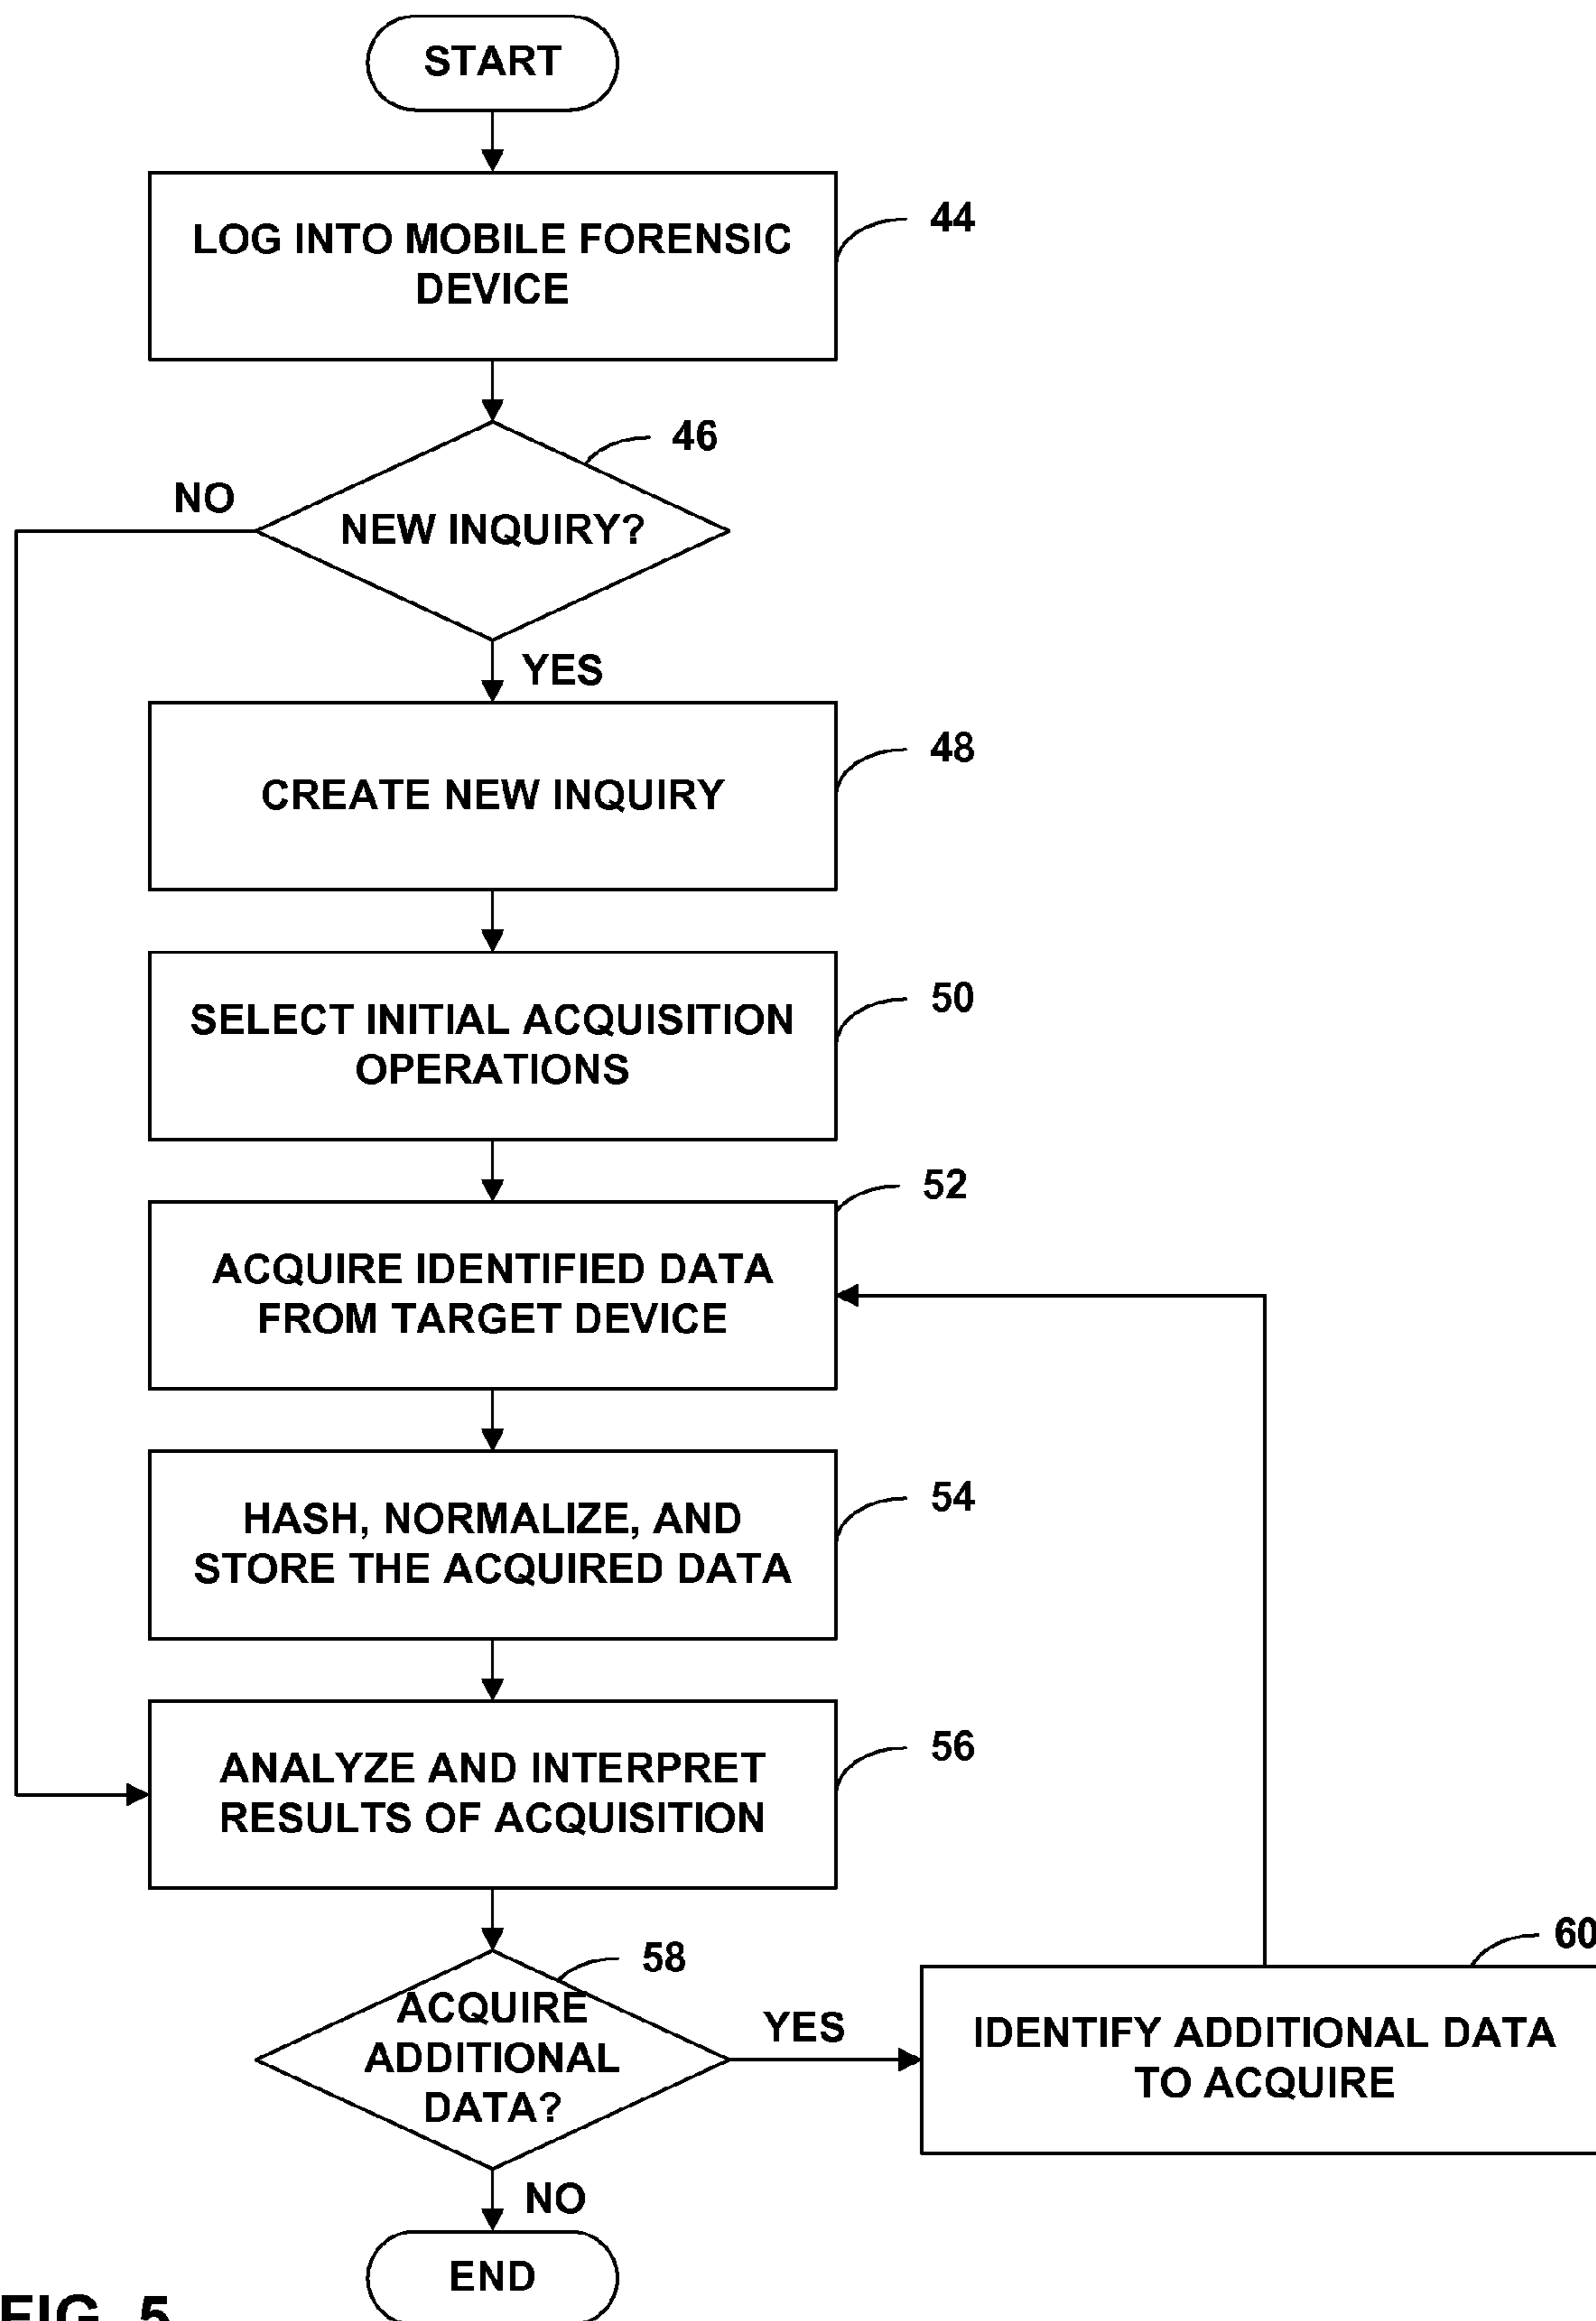 START
LOG INTO MOBILE FORENSIC
DEVICE
44
46
NO
NEW INQUIRY?
YES
CREATE NEW INQUIRY
48
SELECT INITIAL ACQUISITION
OPERATIONS
50
52
ACQUIRE IDENTIFIED DATA
FROM TARGET DEVICE
HASH, NORMALIZE, AND
STORE THE ACQUIRED DATA
54
ANALYZE AND INTERPRET
RESULTS OF ACQUISITION
56
58
ACQUIRE
ADDITIONAL
DATA?
YES
60
IDENTIFY ADDITIONAL DATA
TO ACQUIRE
NO
END
FIG. 5